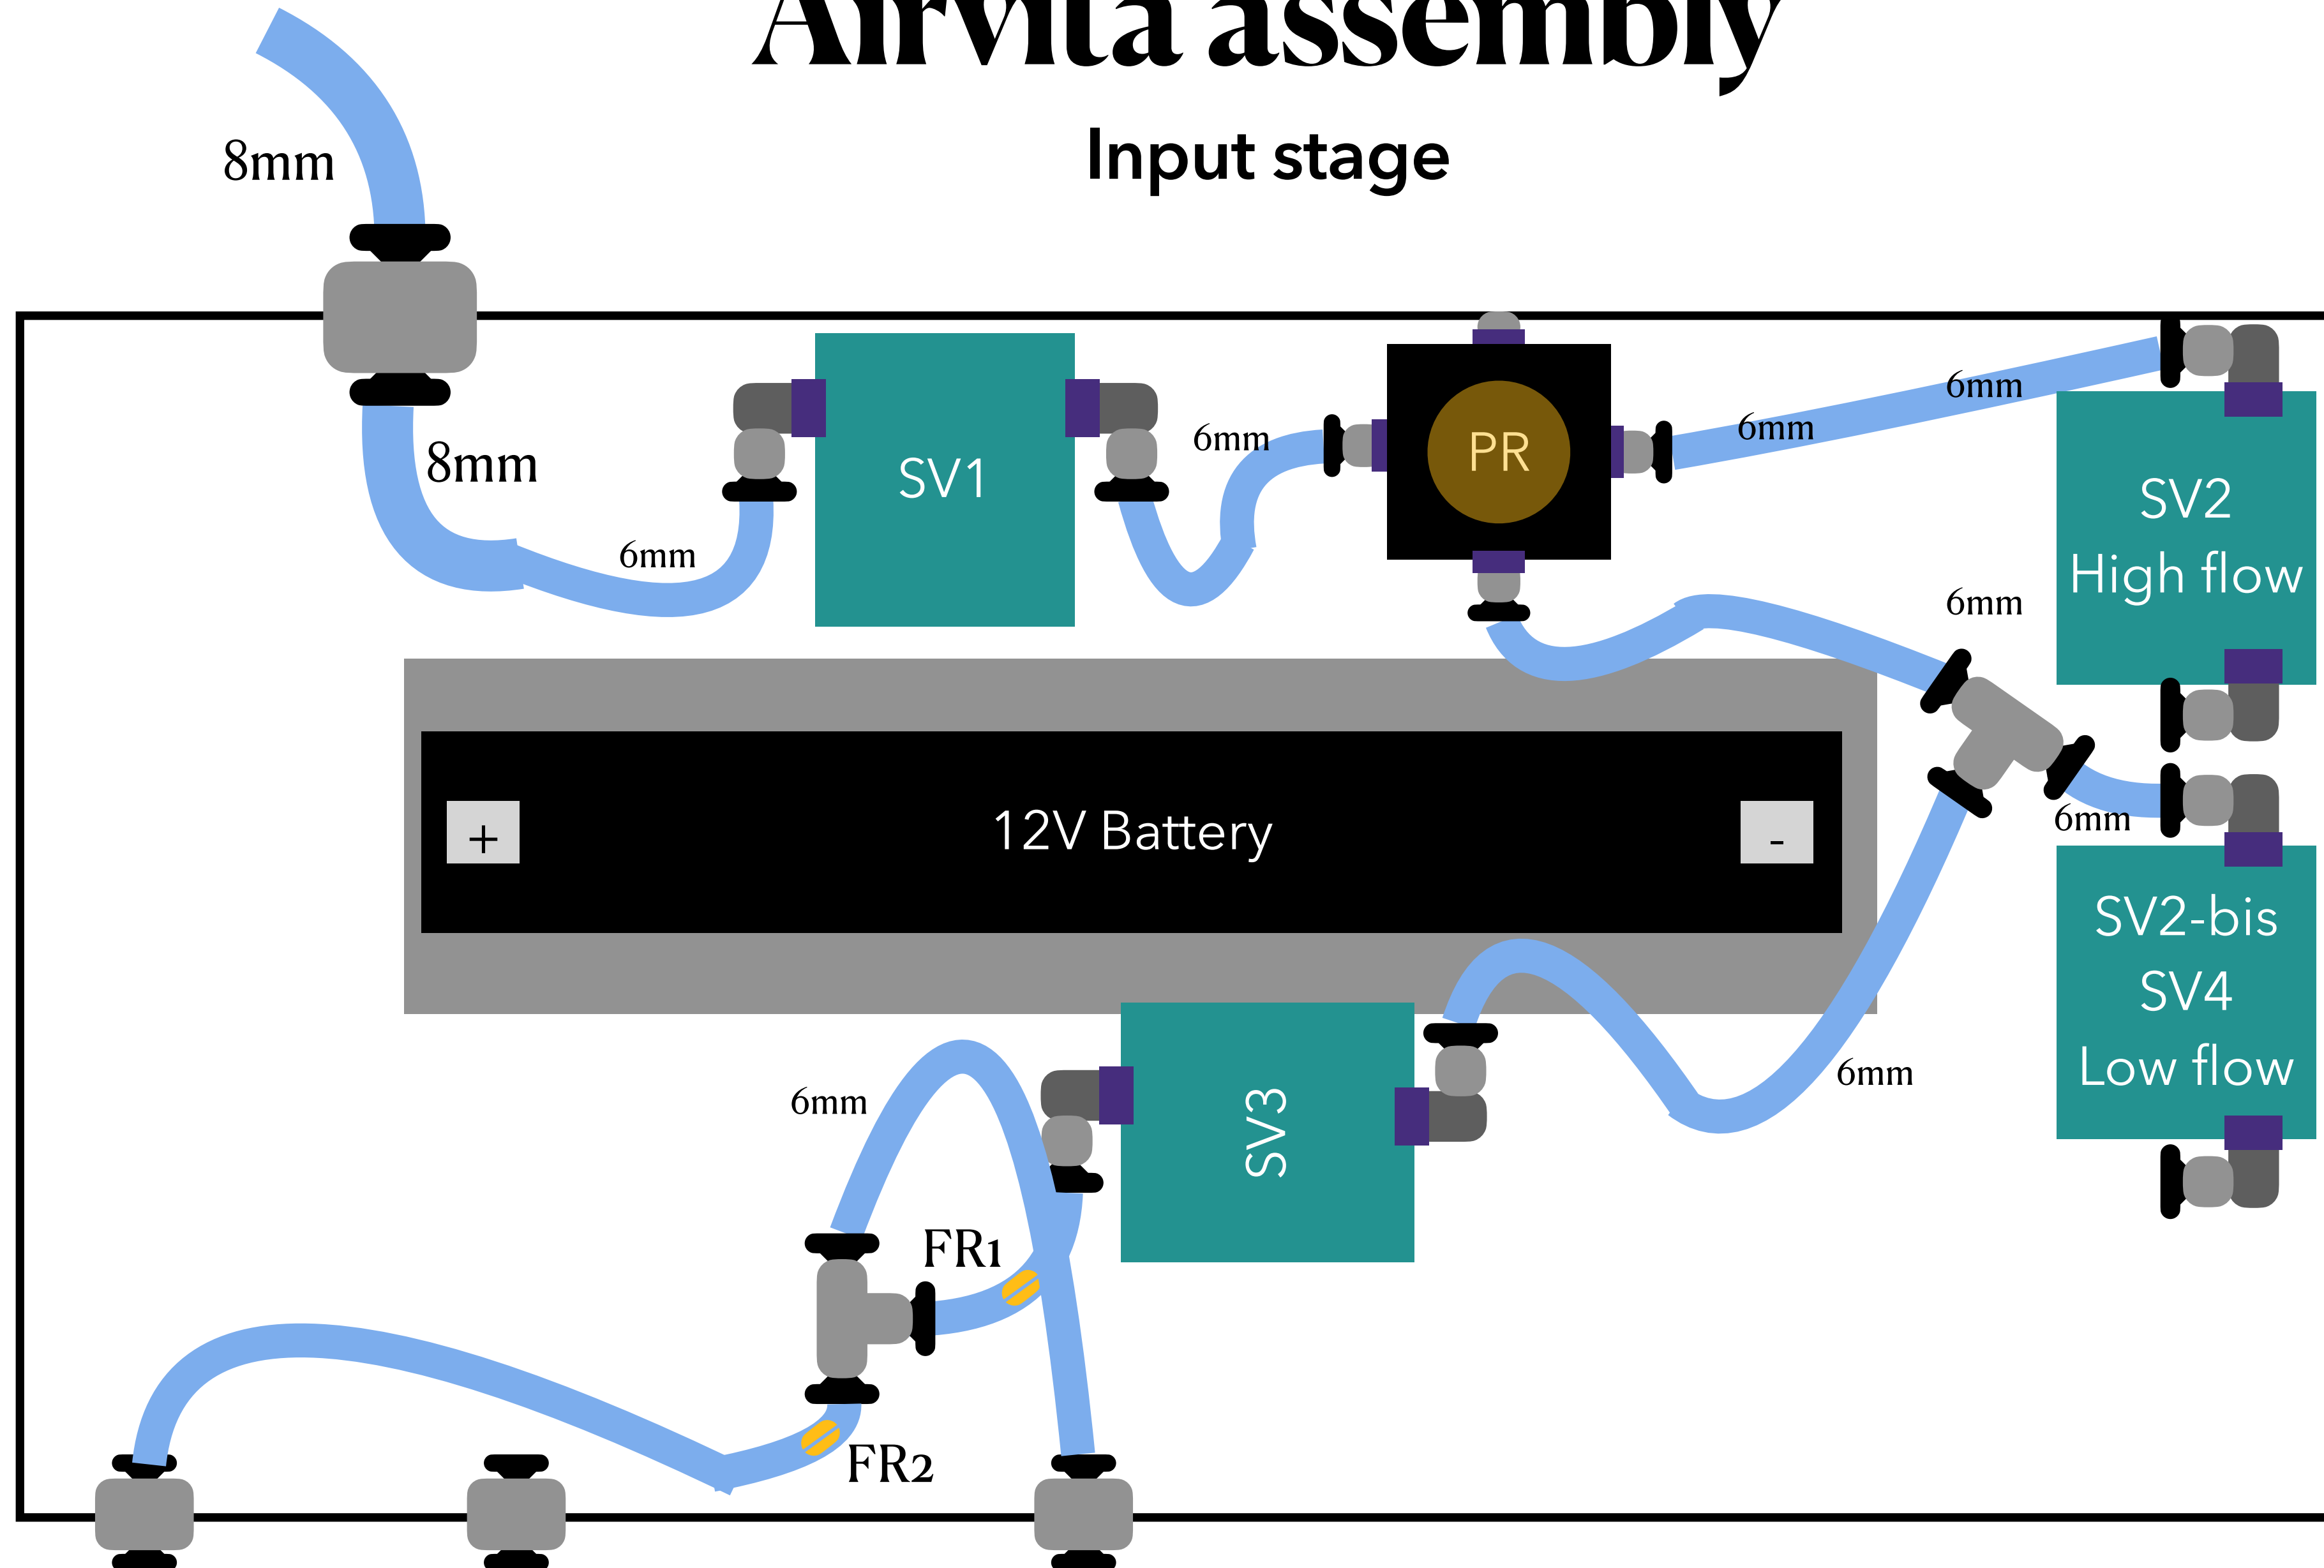 Airvita assembly
Input stage
8mm
8mm
6mm
SV1
6mm
PR
6mm
6mm
SV2
High flow
6mm
6mm
+
12V Battery
-
SV2-bis
SV4
Low flow
6mm
SV3
6mm
FR1
FR2